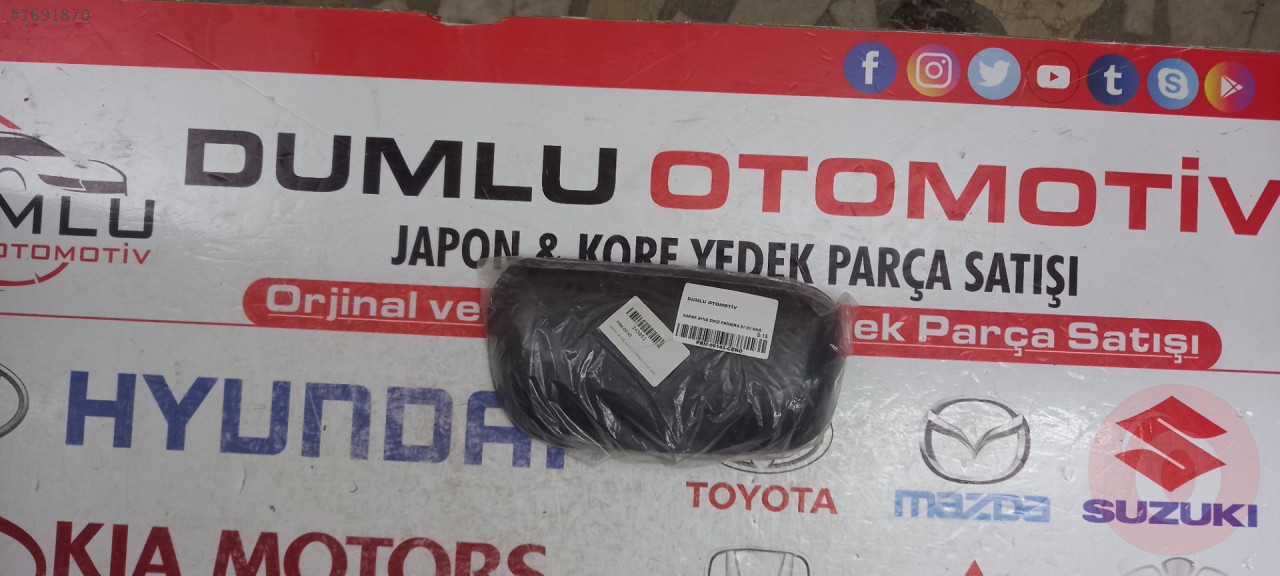 #1691870
DUMLU OTOMOTİV
MLU
OTOMOTİV
JAPON & KORE YEDEK PARÇA SATIŞI
Orjinal ve
ek Parça Satışı
DUMLU OTOMOTİV
HYUNDAI
TOYOTA
mazda
SUZUKI
KIA MOTORS